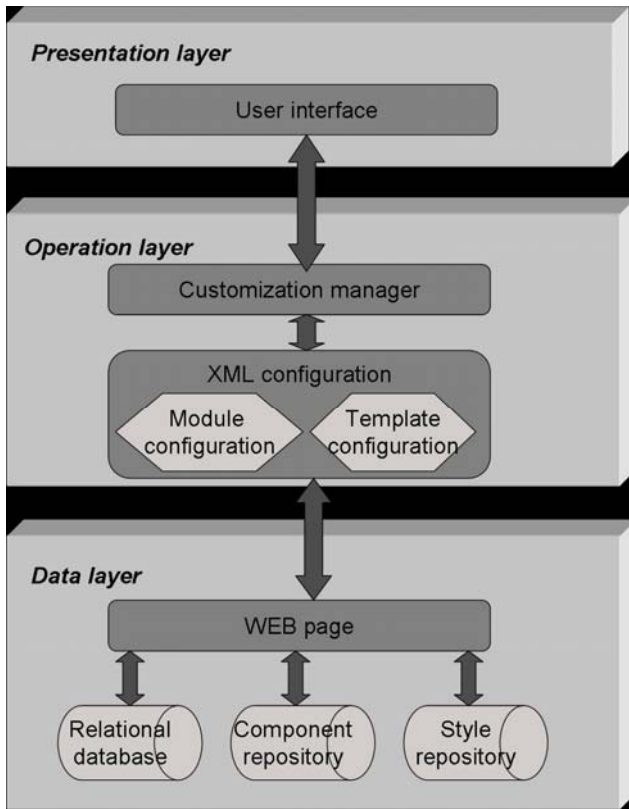 Presentation layer
User interface
Operation layer
Customization manager
XML configuration
Module
configuration
Template
configuration
Data layer
WEB page
Relational
database
Component
repository
Style
repository